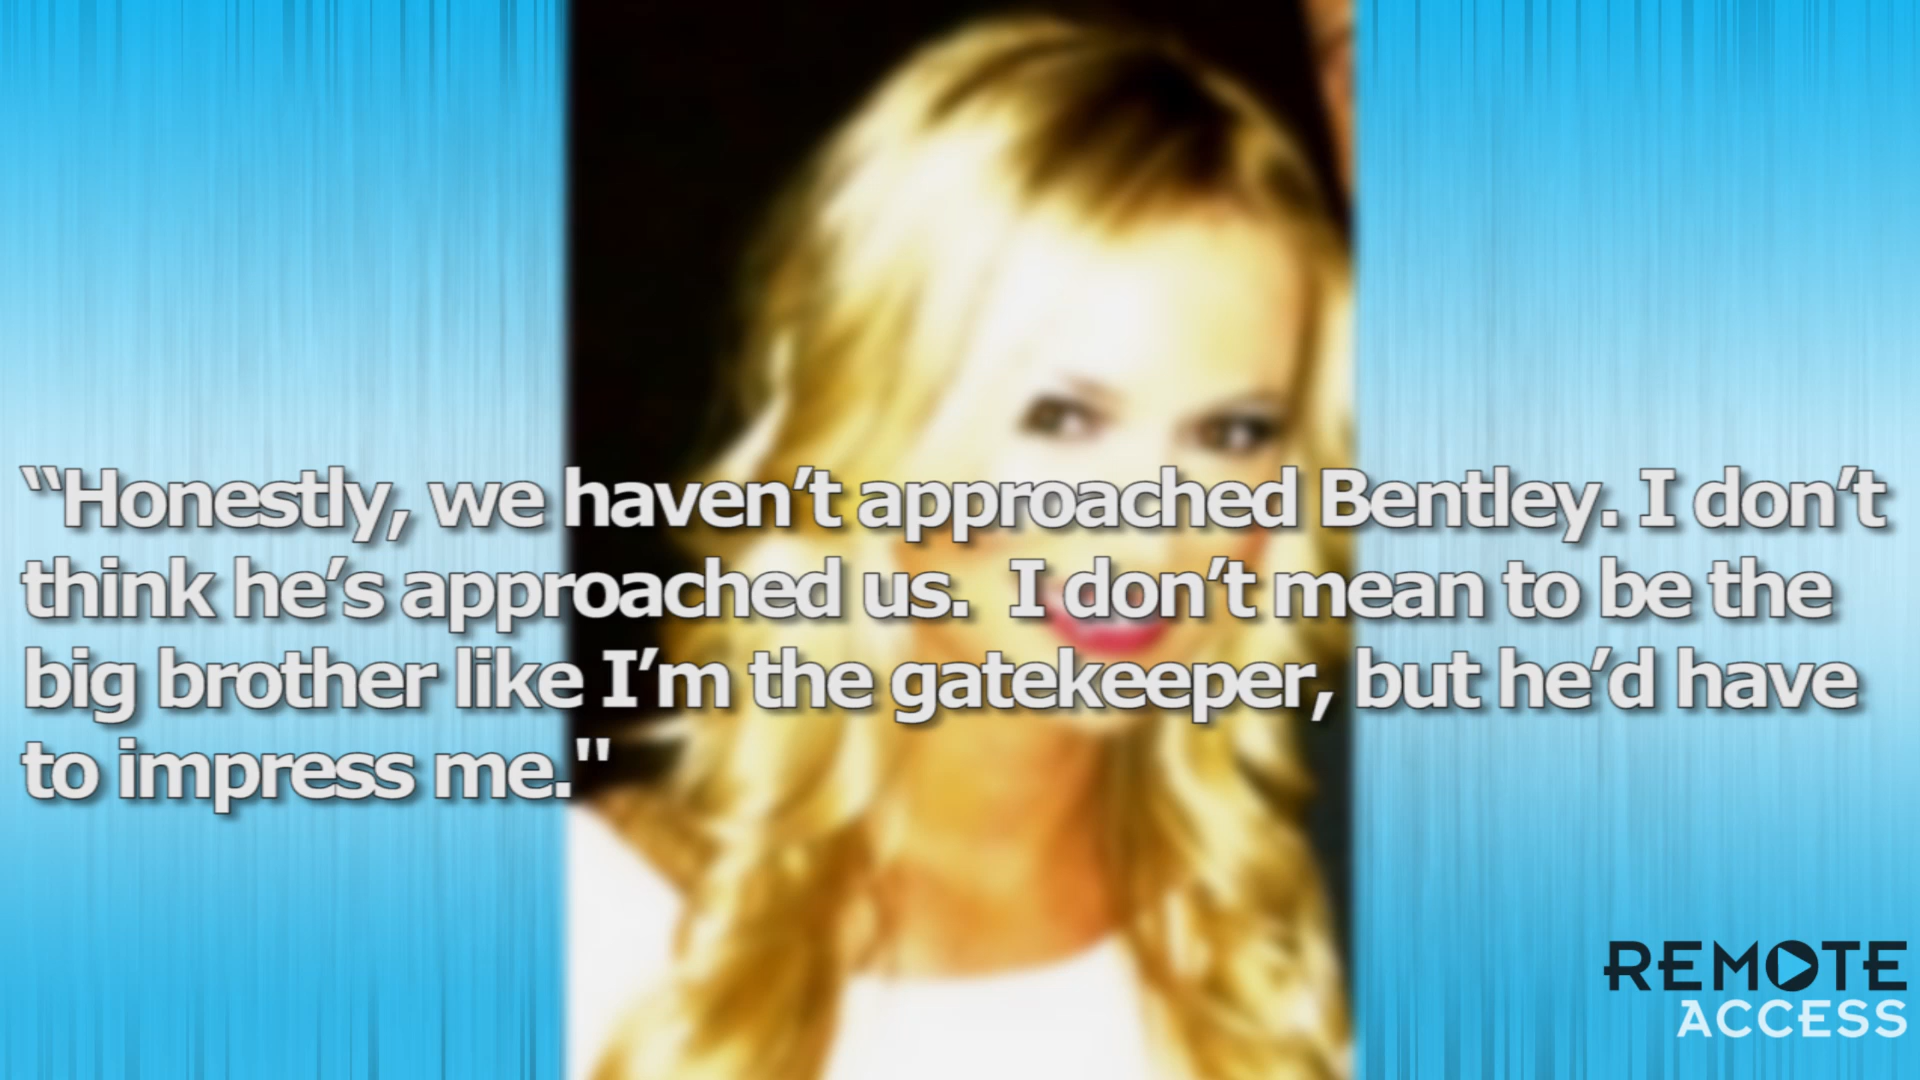 “Honestly, we haven’t approached Bentley. I don’t
think he’s approached us.  I don’t mean to be the
big brother like I’m the gatekeeper, but he’d have
to impress me."
REMOTE
ACCESS